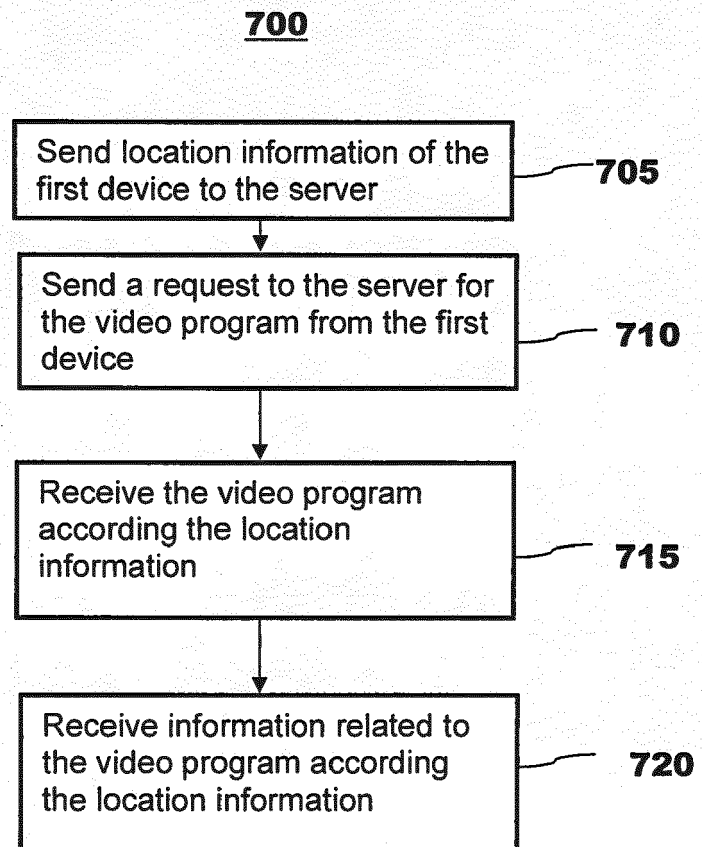 700
Send location information of the
first device to the server
705
Send a request to the server for
the video program from the first
device
710
Receive the video program
according the location
information
715
Receive information related to
the video program according
the location information
720